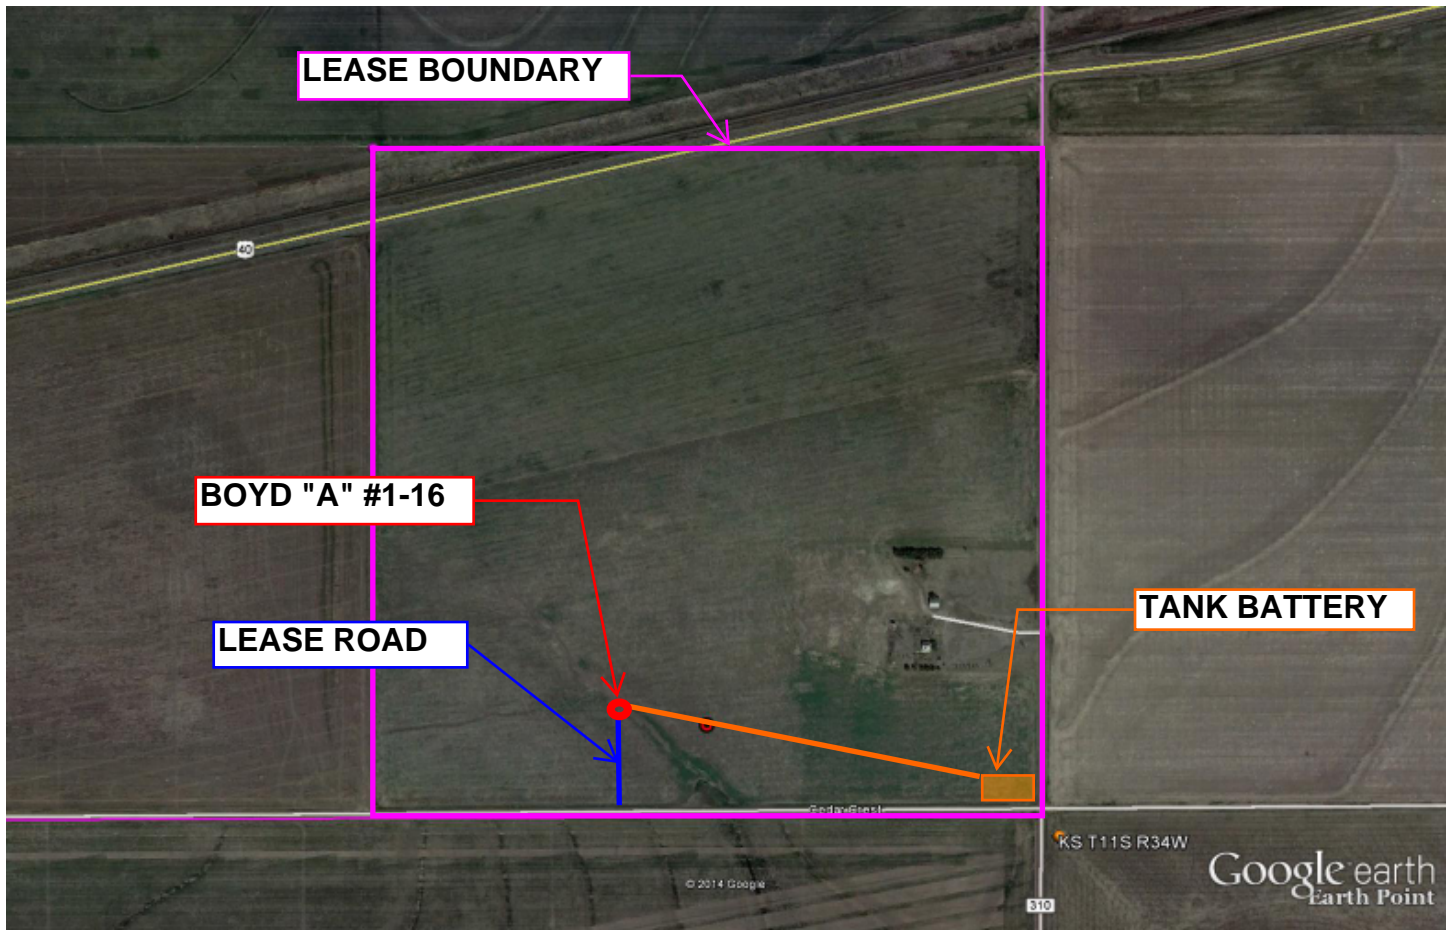 LEASE BOUNDARY
40
BOYD "A" #1-16
TANK BATTERY
LEASE ROAD
KS T11S R34W
Google earth
Earth Point
© 2014 Google
310